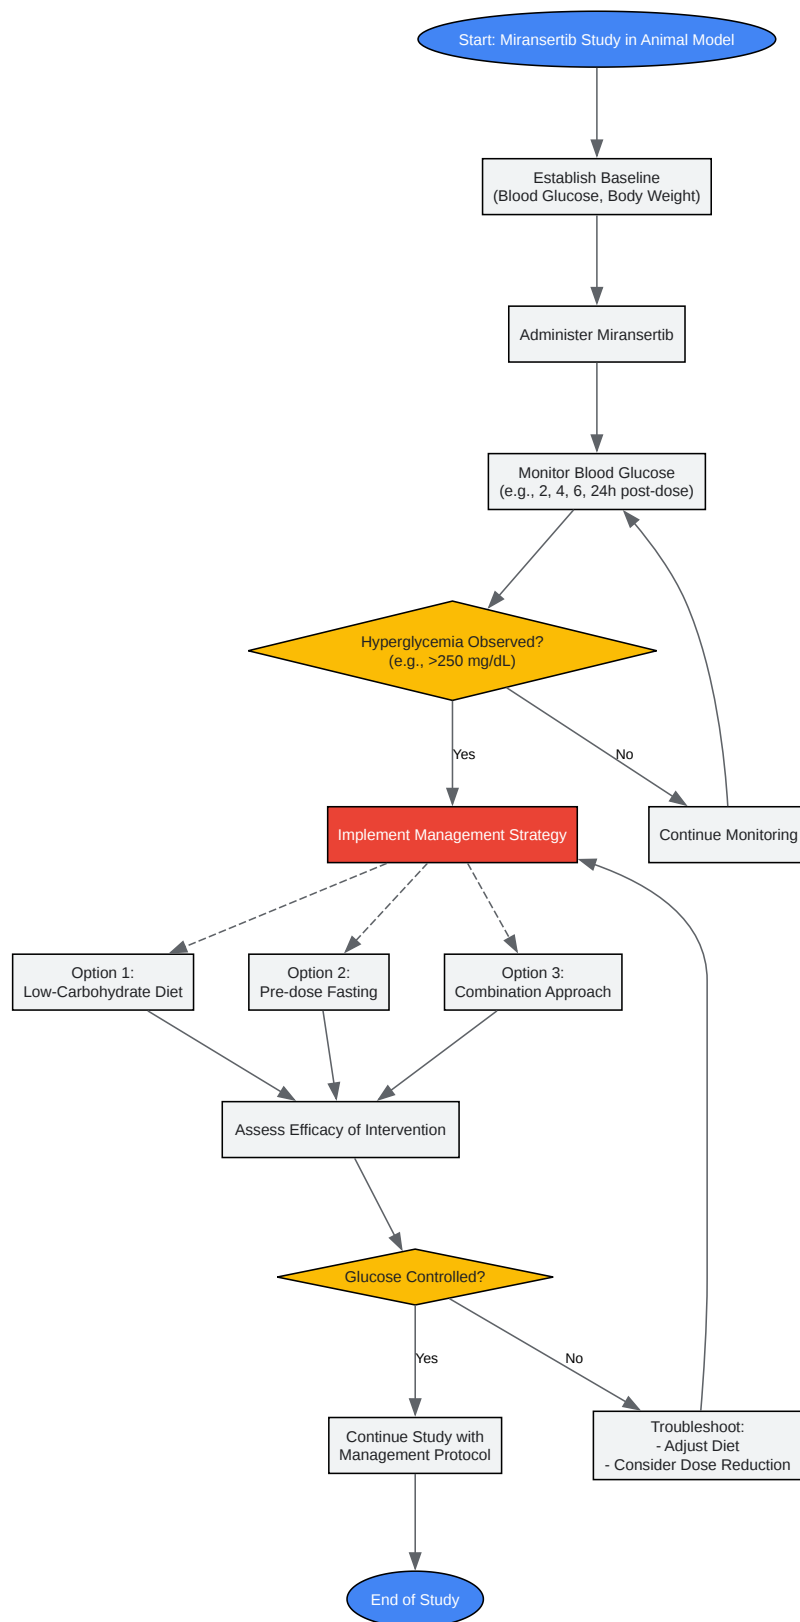 Start: Miransertib Study in Animal Model
Establish Baseline
(Blood Glucose, Body Weight)
Administer Miransertib
Monitor Blood Glucose
(e.g., 2, 4, 6, 24h post-dose)
Hyperglycemia Observed?
(e.g., >250 mg/dL)
Yes
No
Implement Management Strategy
Continue Monitoring
Option 1:
Low-Carbohydrate Diet
Option 2:
Pre-dose Fasting
Option 3:
Combination Approach
Assess Efficacy of Intervention
Glucose Controlled?
Yes
No
Continue Study with
Management Protocol
Troubleshoot:
- Adjust Diet
- Consider Dose Reduction
End of Study